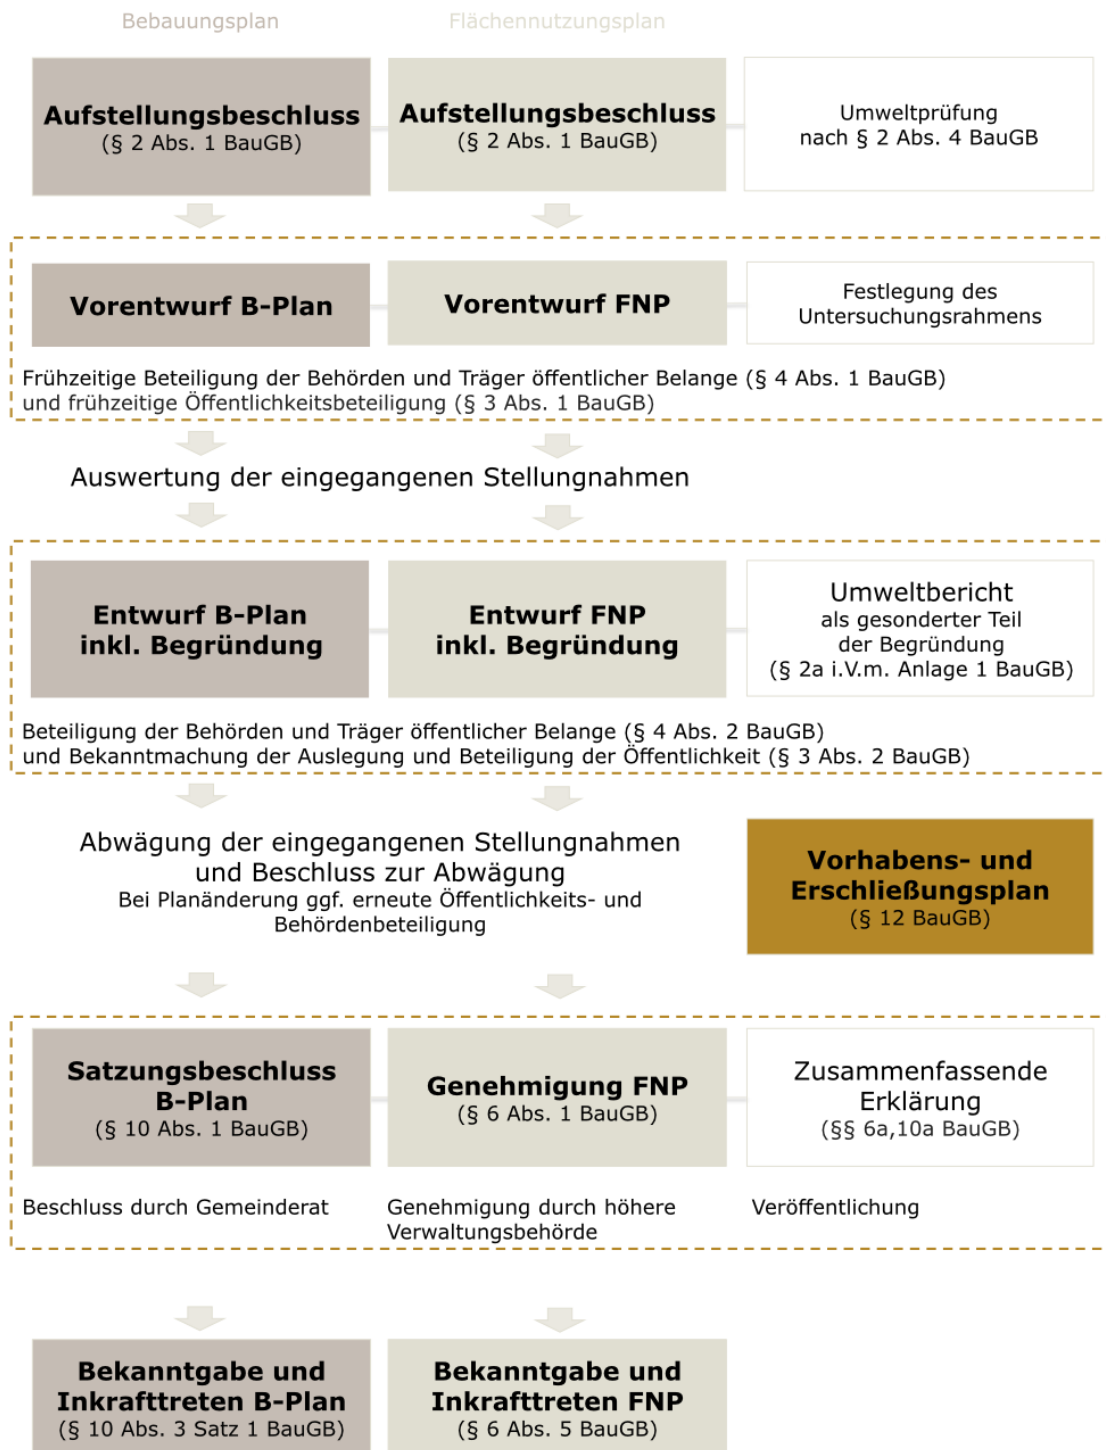 Bebauungsplan
Flächennutzungsplan
Aufstellungsbeschluss
(§ 2 Abs. 1 BauGB)
Aufstellungsbeschluss
(§ 2 Abs. 1 BauGB)
Umweltprüfung
nach § 2 Abs. 4 BauGB
Vorentwurf B-Plan
Vorentwurf FNP
Festlegung des
Untersuchungsrahmens
Frühzeitige Beteiligung der Behörden und Träger öffentlicher Belange (§ 4 Abs. 1 BauGB)
und frühzeitige Öffentlichkeitsbeteiligung (§ 3 Abs. 1 BauGB)
Auswertung der eingegangenen Stellungnahmen
Entwurf B-Plan
inkl. Begründung
Entwurf FNP
inkl. Begründung
Umweltbericht
als gesonderter Teil
der Begründung
(§ 2a i.V.m. Anlage 1 BauGB)
Beteiligung der Behörden und Träger öffentlicher Belange (§ 4 Abs. 2 BauGB)
und Bekanntmachung der Auslegung und Beteiligung der Öffentlichkeit (§ 3 Abs. 2 BauGB)
Abwägung der eingegangenen Stellungnahmen
und Beschluss zur Abwägung
Bei Planänderung ggf. erneute Öffentlichkeits- und
Behördenbeteiligung
Vorhabens- und
Erschließungsplan
(§ 12 BauGB)
Satzungsbeschluss
B-Plan
(§ 10 Abs. 1 BauGB)
Genehmigung FNP
(§ 6 Abs. 1 BauGB)
Zusammenfassende
Erklärung
(§§ 6a,10a BauGB)
Beschluss durch Gemeinderat
Genehmigung durch höhere
Verwaltungsbehörde
Veröffentlichung
Bekanntgabe und
Inkrafttreten B-Plan
(§ 10 Abs. 3 Satz 1 BauGB)
Bekanntgabe und
Inkrafttreten FNP
(§ 6 Abs. 5 BauGB)